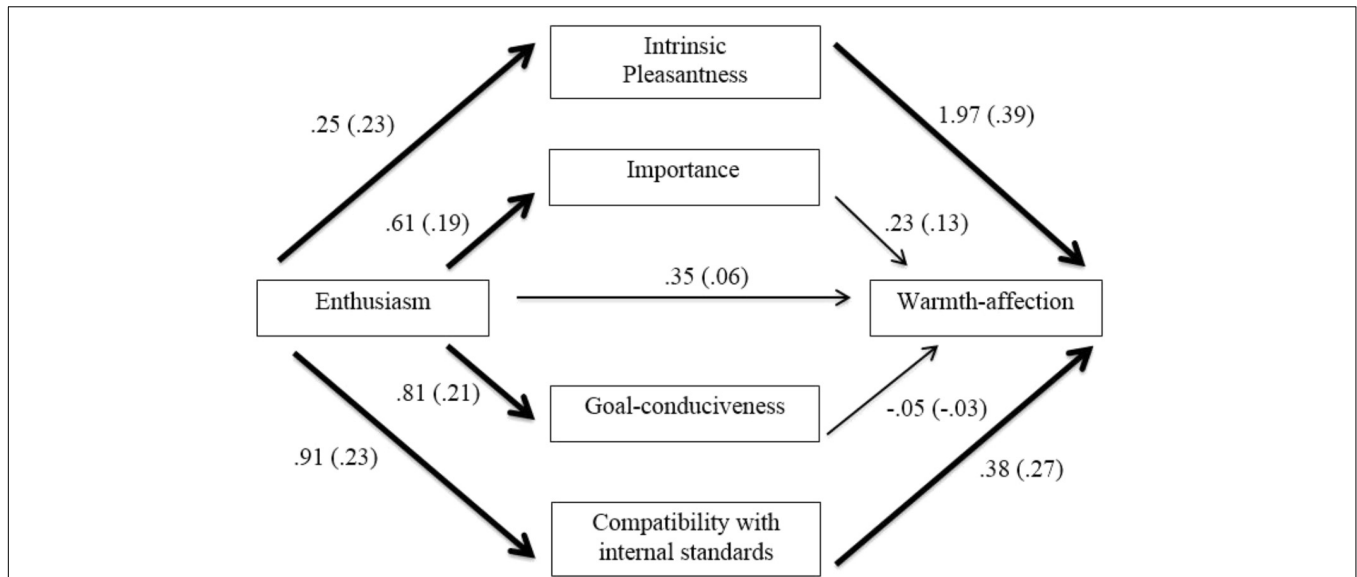 Intrinsic
Pleasantness
.25 (.23)
1.97 (.39)
Importance
.61 (.19)
.23 (.13)
.35 (.06)
Enthusiasm
Warmth-affection
.81 (.21)
Goal-conduciveness
-.05 (-.03)
.91 (.23)
.38 (.27)
Compatibility with
internal standards